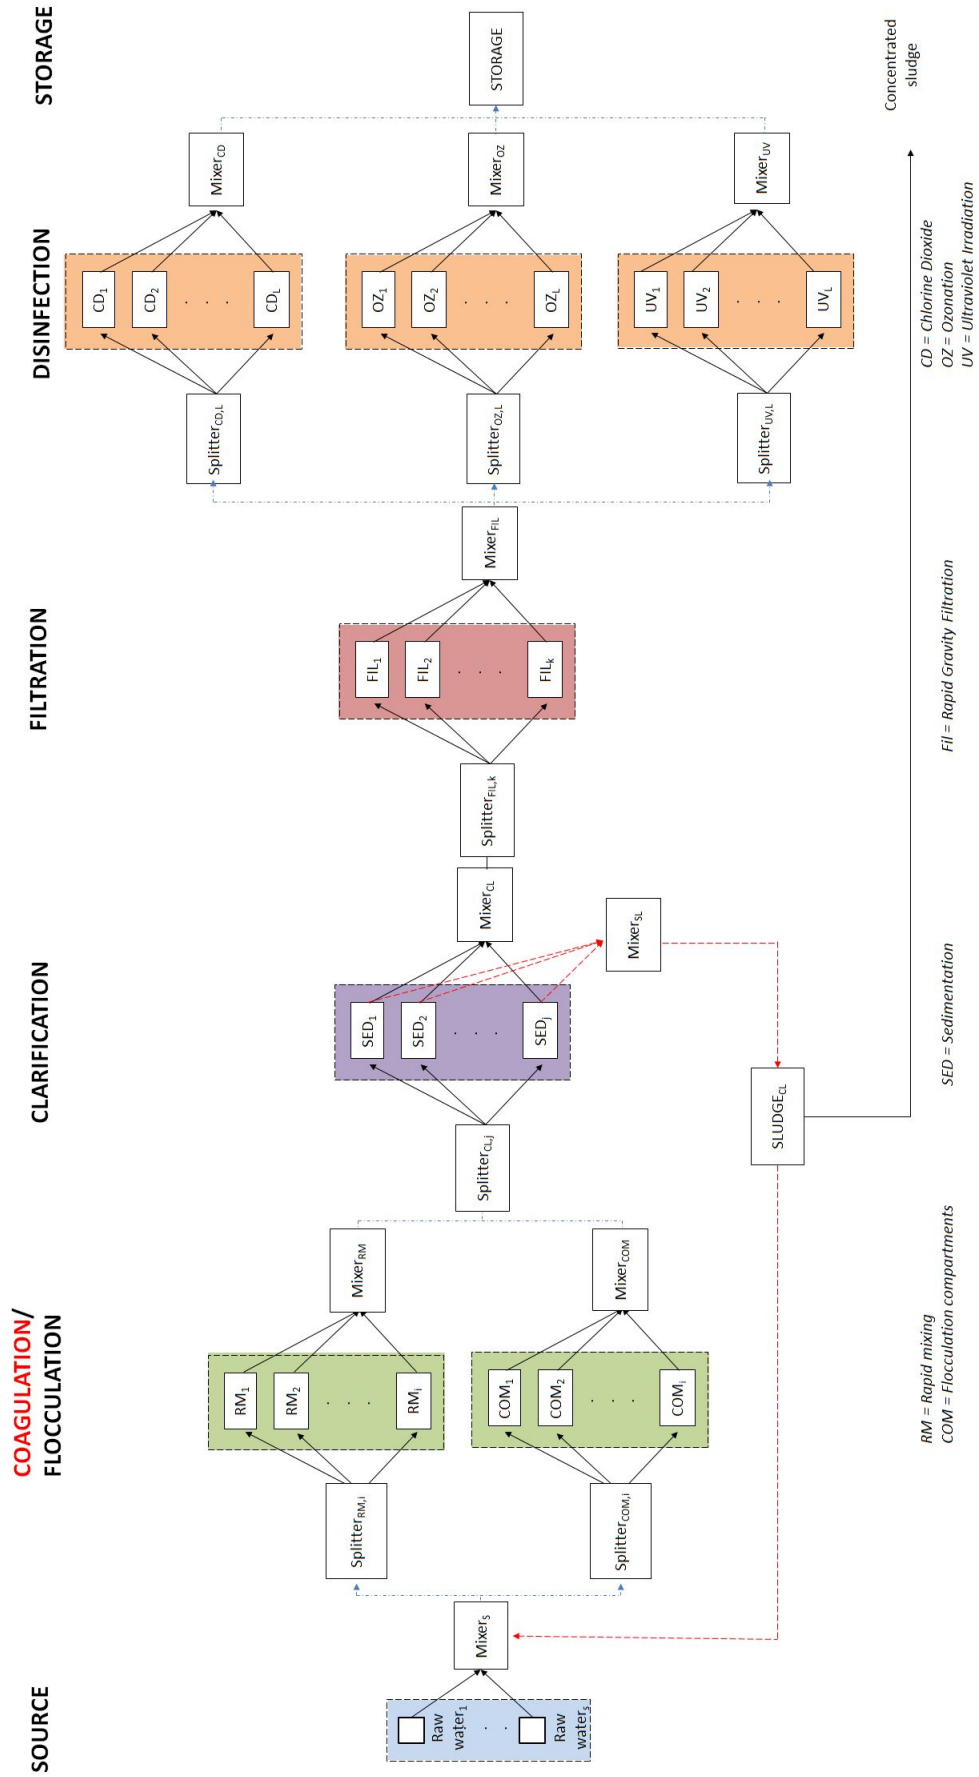 SOURCE
COAGULATION/
FLOCCULATION
CLARIFICATION
FILTRATION
DISINFECTION
STORAGE
Raw
water1
.
.
Raw
waters
MixerS
SplitterRM,i
RM1
RM2
. . .
RMi
MixerRM
SplitterCOM,i
COM1
COM2
. . .
COMi
MixerCOM
SplitterCL,j
SED1
SED2
. . .
SEDj
MixerCL
MixerSL
SLUDGECL
SplitterFIL,k
FIL1
FIL2
. . .
FILk
MixerFIL
SplitterCD,L
CD1
CD2
. . .
CDL
MixerCD
SplitterOZ,L
OZ1
OZ2
. . .
OZL
MixerOZ
SplitterUV,L
UV1
UV2
. . .
UVL
MixerUV
STORAGE
Concentrated
sludge
RM = Rapid mixing
COM = Flocculation compartments
SED = Sedimentation
Fil = Rapid Gravity Filtration
CD = Chlorine Dioxide
OZ = Ozonation
UV = Ultraviolet Irradiation